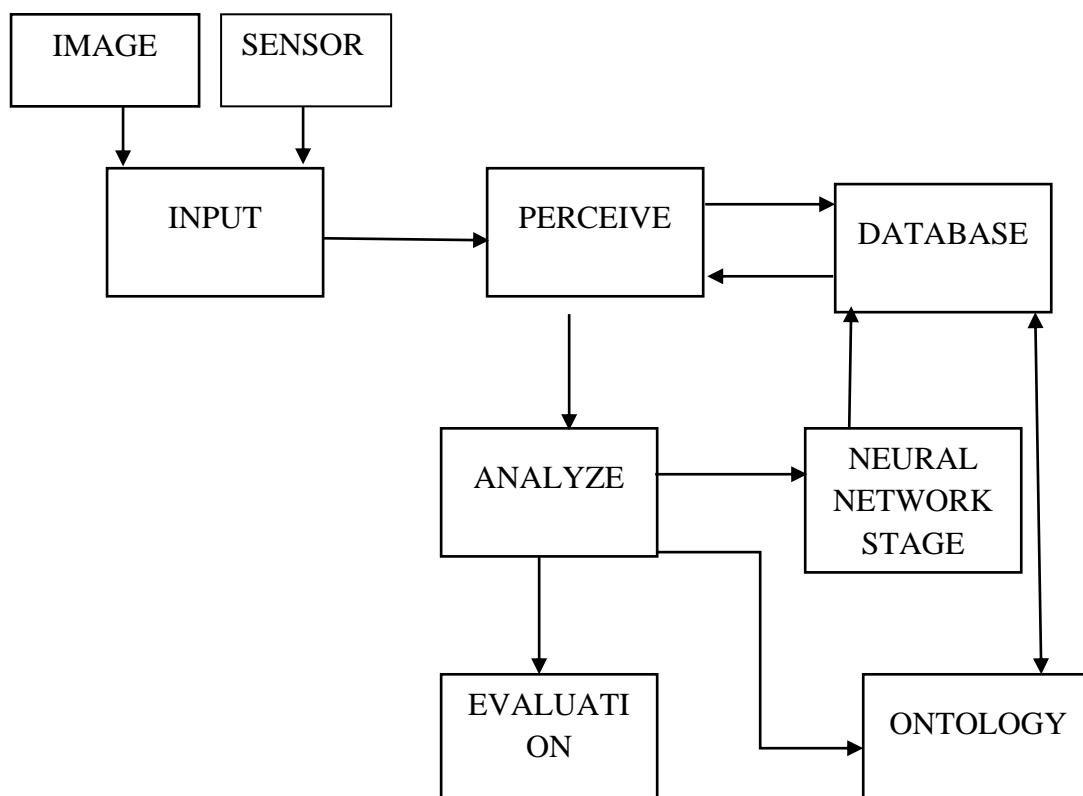 IMAGE
SENSOR
INPUT
PERCEIVE
DATABASE
ANALYZE
NEURAL
NETWORK
STAGE
EVALUATI
ON
ONTOLOGY